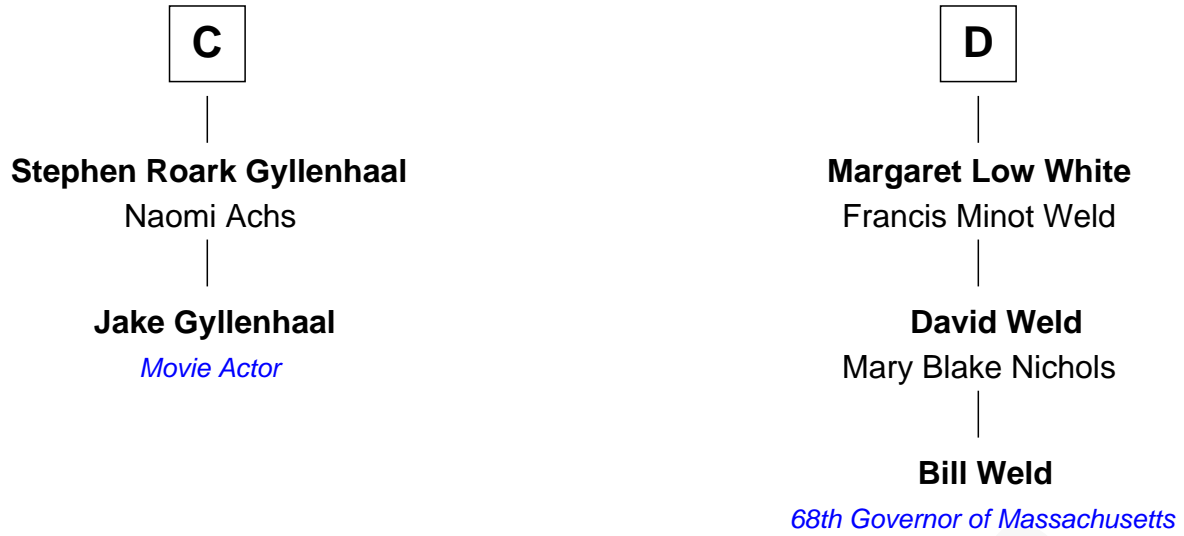 C
Stephen Roark Gyllenhaal
Naomi Achs
Jake Gyllenhaal
Movie Actor
D
Margaret Low White
Francis Minot Weld
David Weld
Mary Blake Nichols
Bill Weld
68th Governor of Massachusetts